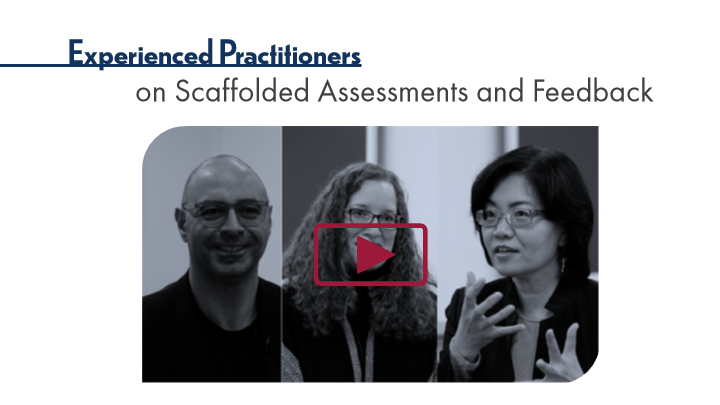 Experienced Practitioners
on Scaffolded Assessments and Feedback